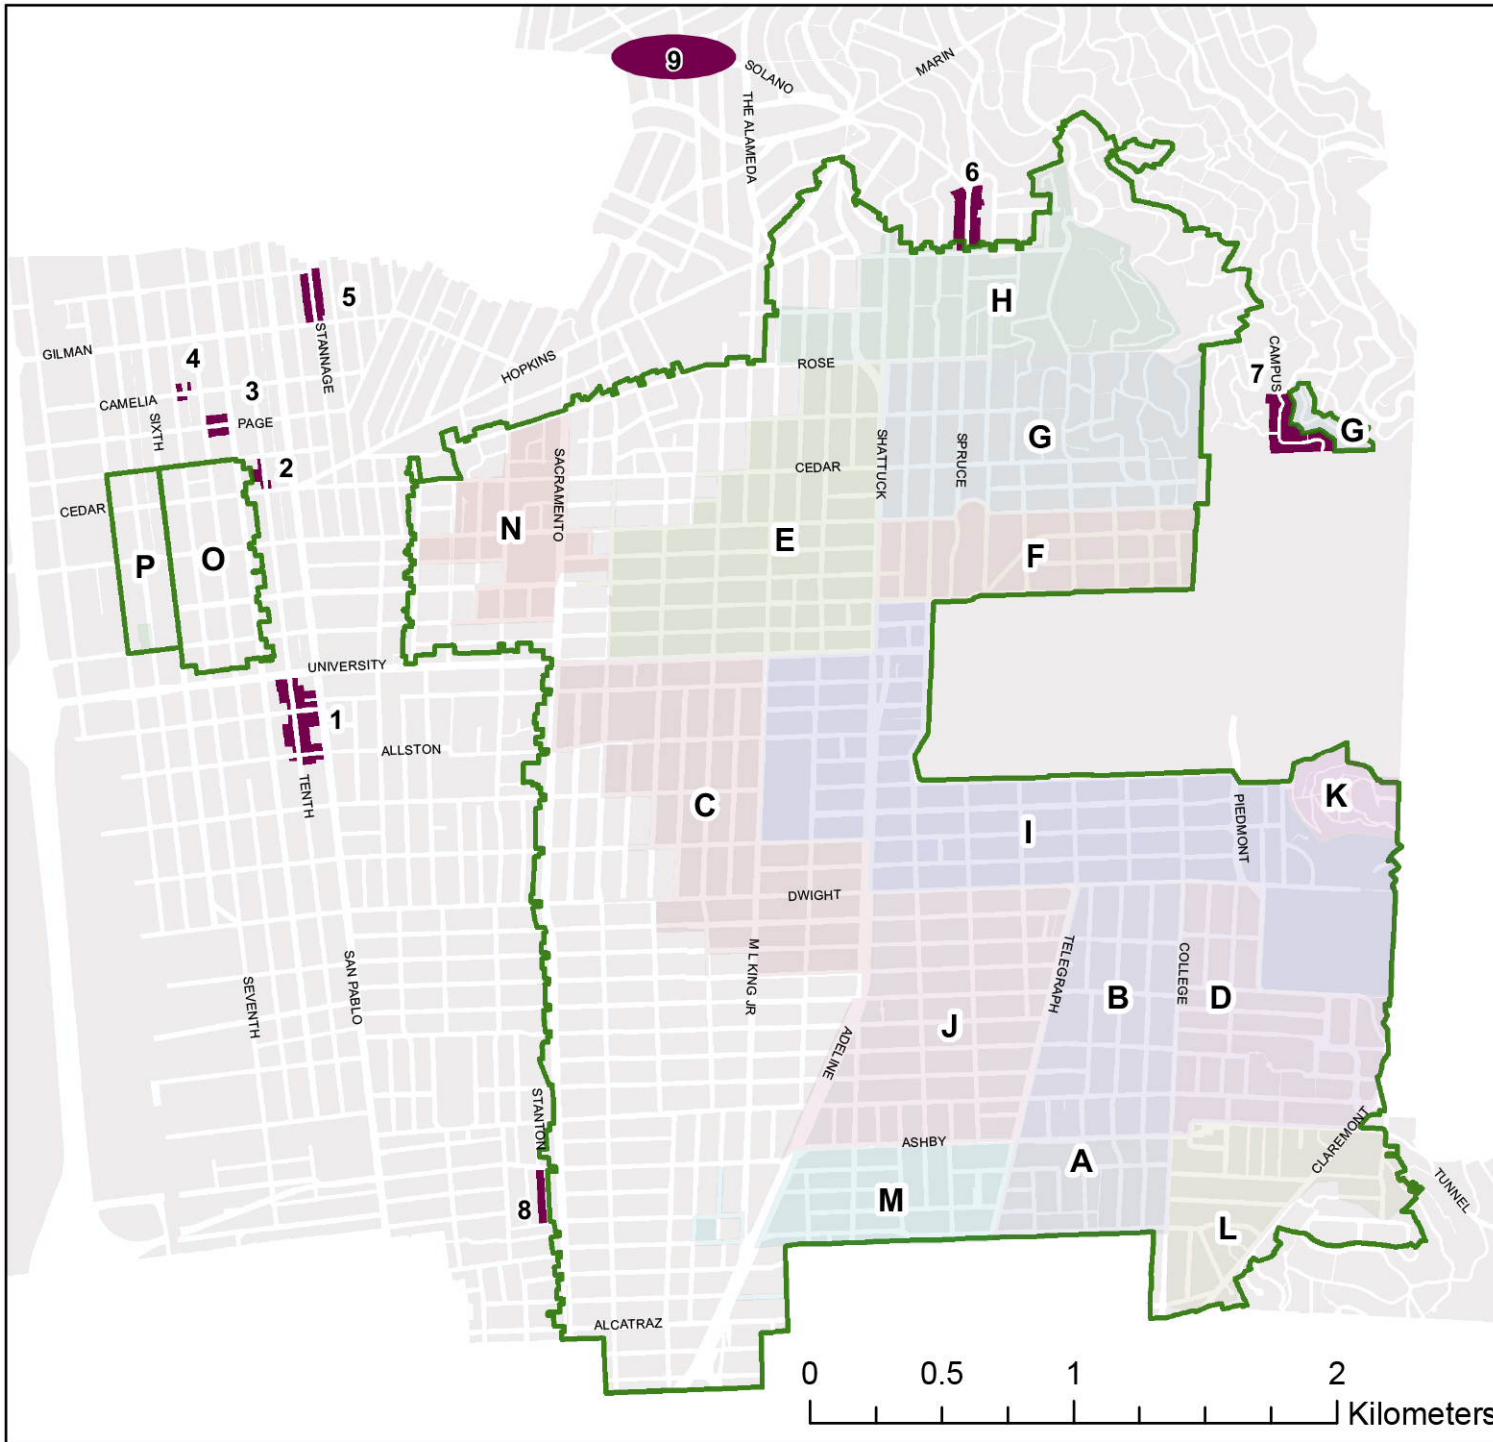 9
SOLANO
MARIN
THE ALAMEDA
6
5
H
STANNAGE
GILMAN
4
HOPKINS
ROSE
CAMPUS
7
CAMELIA
3
SIXTH
PAGE
G
G
SHATTUCK
SPRUCE
2
SACRAMENTO
CEDAR
CEDAR
N
E
F
P
O
UNIVERSITY
1
ALLSTON
TENTH
C
K
I
PIEDMONT
DWIGHT
SEVENTH
SAN PABLO
M L KING JR
TELEGRAPH
COLLEGE
B
D
J
ADELINE
STANTON
ASHBY
A
CLAREMONT
TUNNEL
8
M
L
ALCATRAZ
0 0.5 1 2
Kilometers